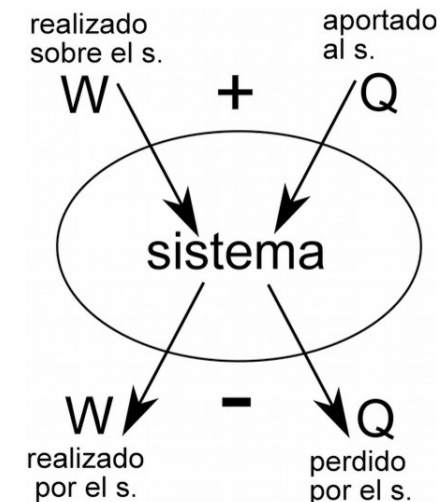 realizado
sobre el s.
aportado
al s.
W + Q
sistema
W - Q
realizado
por el s.
perdido
por el s.